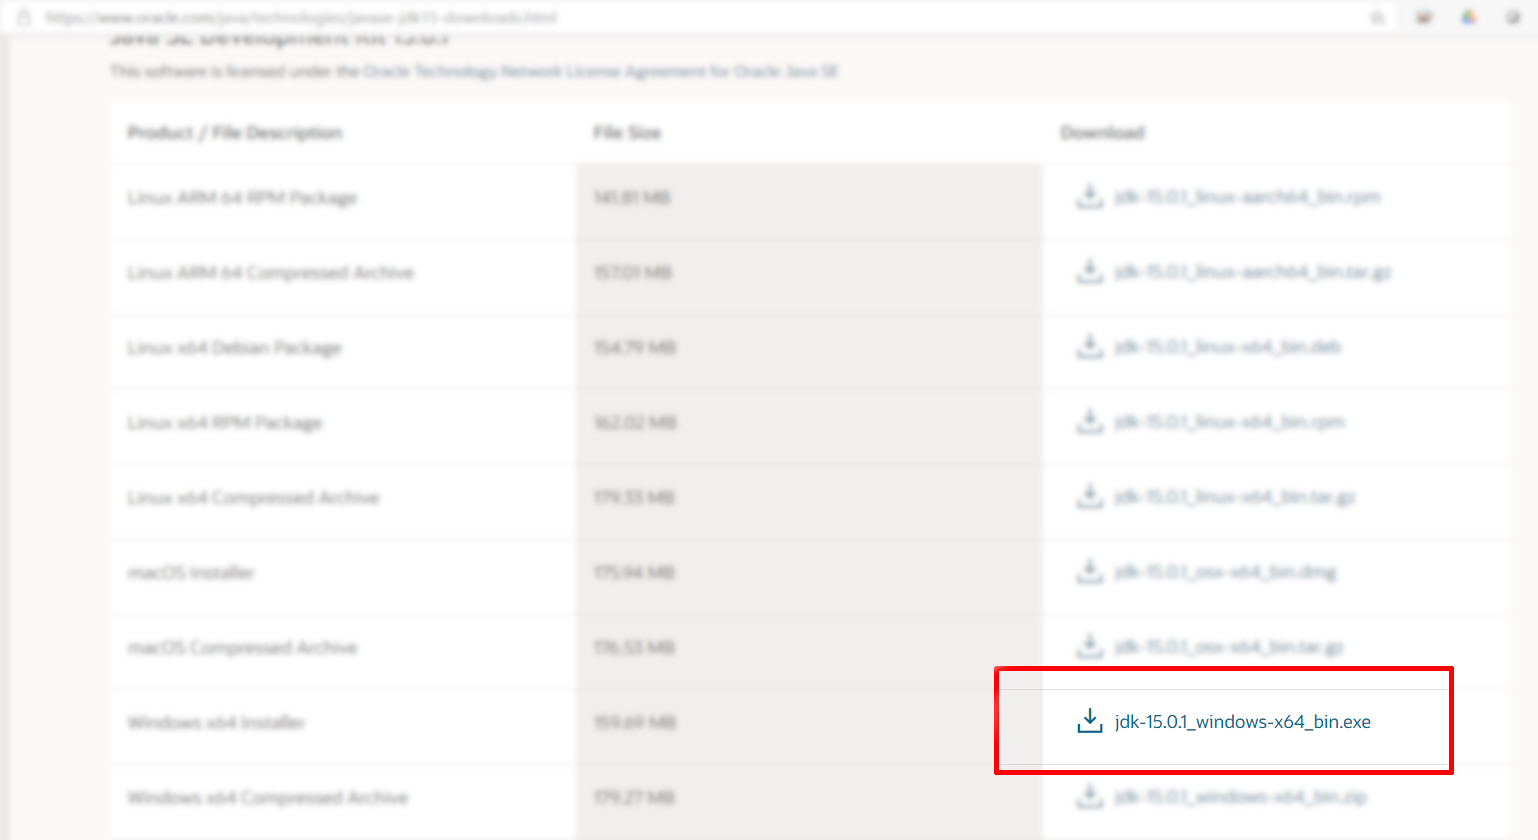 https://www.oracle.com/java/technologies/javase-jdk15-downloads.html
Java SE Development Kit 15.0.1
This software is licensed under the Oracle Technology Network License Agreement for Oracle Java SE
Product / File Description File Size Download
Linux ARM 64 RPM Package 141.81 MB jdk-15.0.1_linux-aarch64_bin.rpm
Linux ARM 64 Compressed Archive 157.01 MB jdk-15.0.1_linux-aarch64_bin.tar.gz
Linux x64 Debian Package 154.79 MB jdk-15.0.1_linux-x64_bin.deb
Linux x64 RPM Package 162.02 MB jdk-15.0.1_linux-x64_bin.rpm
Linux x64 Compressed Archive 179.33 MB jdk-15.0.1_linux-x64_bin.tar.gz
macOS Installer 175.94 MB jdk-15.0.1_osx-x64_bin.dmg
macOS Compressed Archive 176.53 MB jdk-15.0.1_osx-x64_bin.tar.gz
Windows x64 Installer 159.69 MB jdk-15.0.1_windows-x64_bin.exe
Windows x64 Compressed Archive 179.27 MB jdk-15.0.1_windows-x64_bin.zip